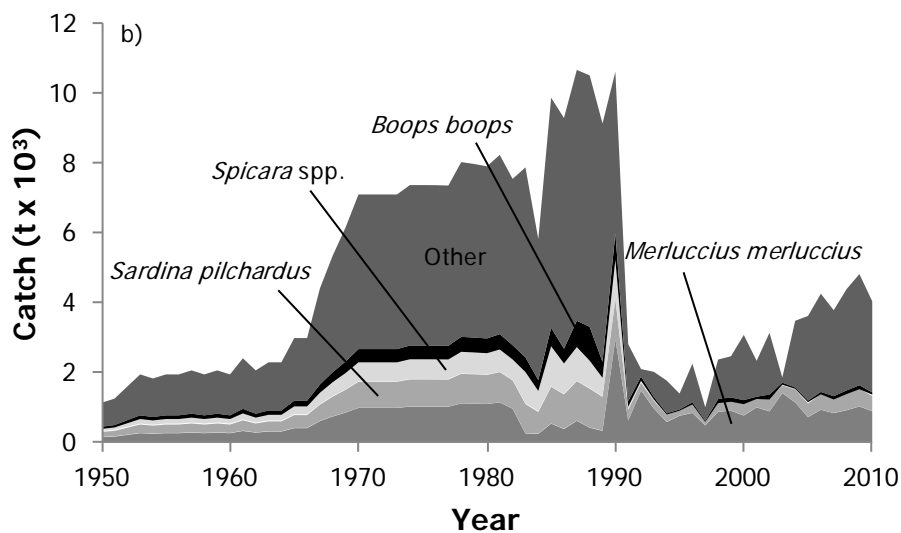 b)
12
10
8
6
4
2
0
Catch (t x 10³)
Boops boops
Spicara spp.
Other
Merluccius merluccius
Sardina pilchardus
1950 1960 1970 1980 1990 2000 2010
Year